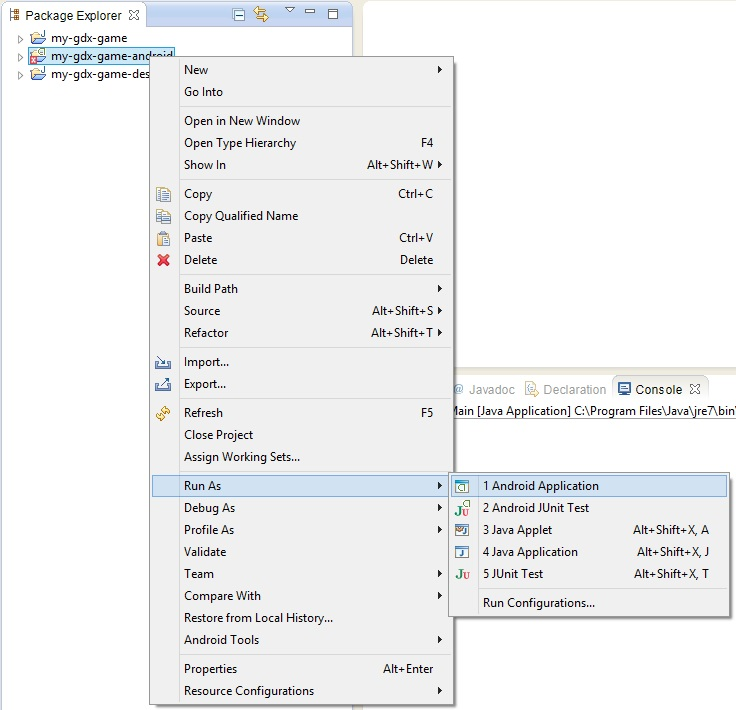 Package Explorer
my-gdx-game
my-gdx-game-android
my-gdx-game-des
New
Go Into
Open in New Window
Open Type Hierarchy F4
Show In Alt+Shift+W
Copy Ctrl+C
Copy Qualified Name
Paste Ctrl+V
Delete Delete
Build Path
Source Alt+Shift+S
Refactor Alt+Shift+T
Import...
Export...
Refresh F5
Close Project
Assign Working Sets...
Run As
Debug As
Profile As
Validate
Team
Compare With
Restore from Local History...
Android Tools
Properties Alt+Enter
Resource Configurations
@ Javadoc Declaration Console
Main [Java Application] C:\Program Files\Java\jre7\bin\
1 Android Application
2 Android JUnit Test
3 Java Applet Alt+Shift+X, A
4 Java Application Alt+Shift+X, J
5 JUnit Test Alt+Shift+X, T
Run Configurations...